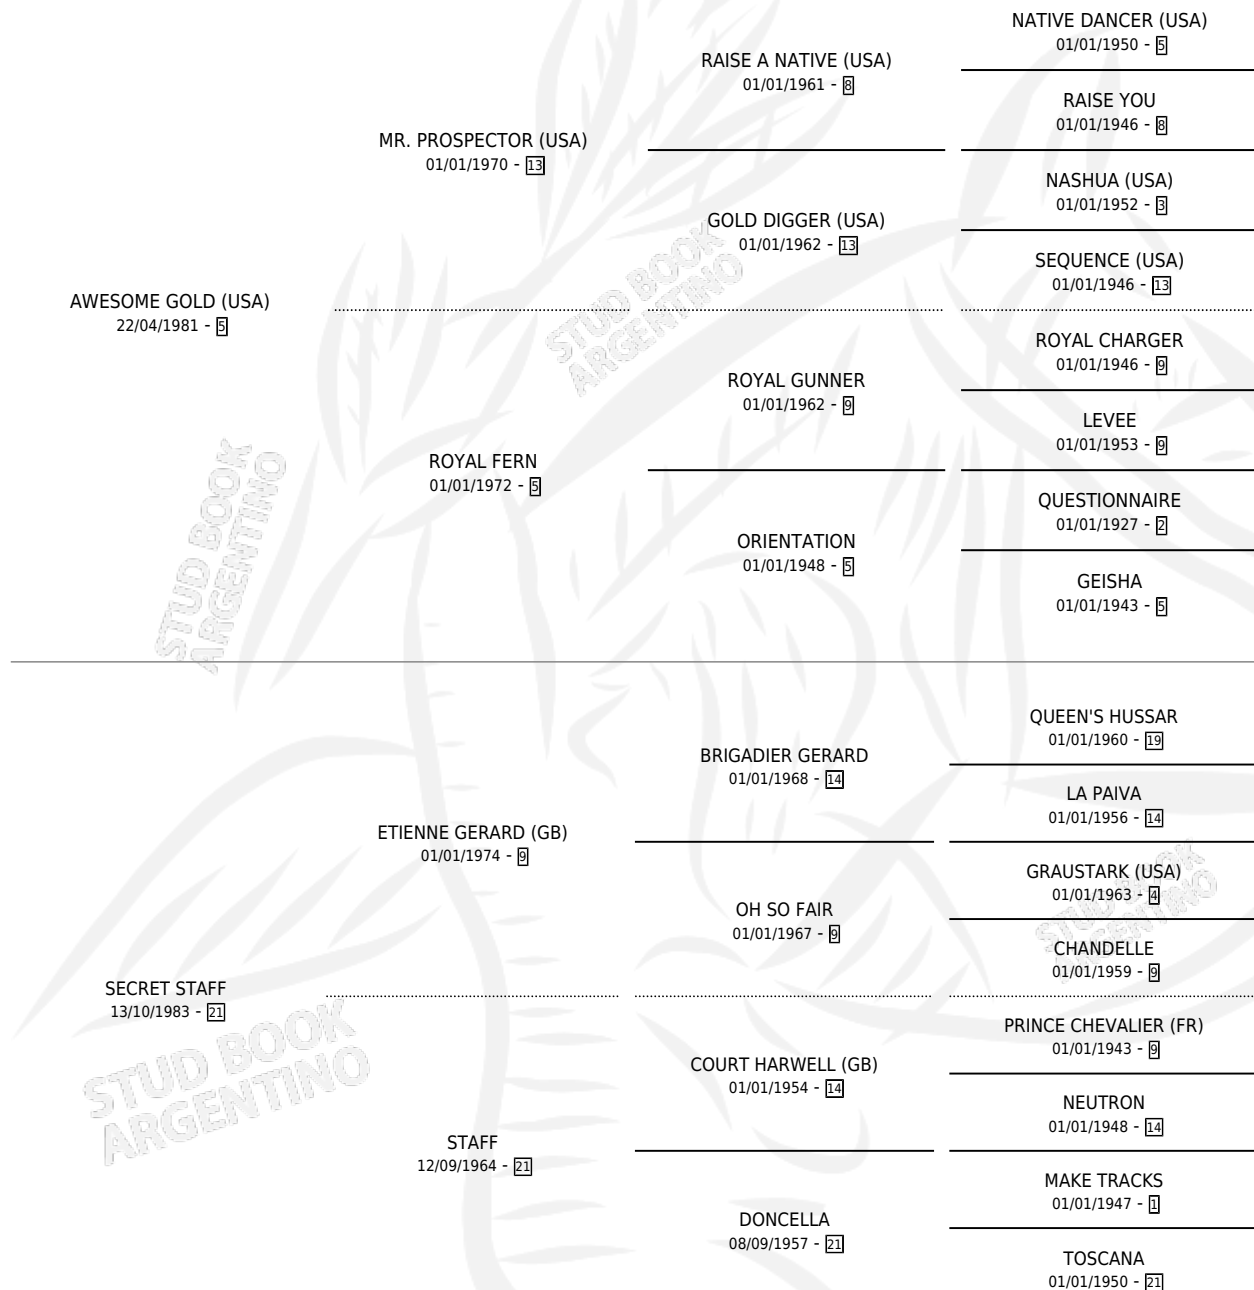 NATIVE DANCER (USA)
01/01/1950 - 5
RAISE A NATIVE (USA)
01/01/1961 - 8
RAISE YOU
01/01/1946 - 8
MR. PROSPECTOR (USA)
01/01/1970 - 13
NASHUA (USA)
01/01/1952 - 3
GOLD DIGGER (USA)
01/01/1962 - 13
SEQUENCE (USA)
01/01/1946 - 13
AWESOME GOLD (USA)
22/04/1981 - 5
STUD BOOK
ARGENTINO
ROYAL CHARGER
01/01/1946 - 9
ROYAL GUNNER
01/01/1962 - 9
LEVEE
01/01/1953 - 9
ROYAL FERN
01/01/1972 - 5
QUESTIONNAIRE
01/01/1927 - 2
ORIENTATION
01/01/1948 - 5
GEISHA
01/01/1943 - 5
STUD BOOK
ARGENTINO
QUEEN'S HUSSAR
01/01/1960 - 19
BRIGADIER GERARD
01/01/1968 - 14
LA PAIVA
01/01/1956 - 14
ETIENNE GERARD (GB)
01/01/1974 - 9
GRAUSTARK (USA)
01/01/1963 - 4
OH SO FAIR
01/01/1967 - 9
STUD BOOK
ARGENTINO
CHANDELLE
01/01/1959 - 9
SECRET STAFF
13/10/1983 - 21
PRINCE CHEVALIER (FR)
01/01/1943 - 9
COURT HARWELL (GB)
01/01/1954 - 14
STUD BOOK
ARGENTINO
NEUTRON
01/01/1948 - 14
STAFF
12/09/1964 - 21
MAKE TRACKS
01/01/1947 - 1
DONCELLA
08/09/1957 - 21
TOSCANA
01/01/1950 - 21